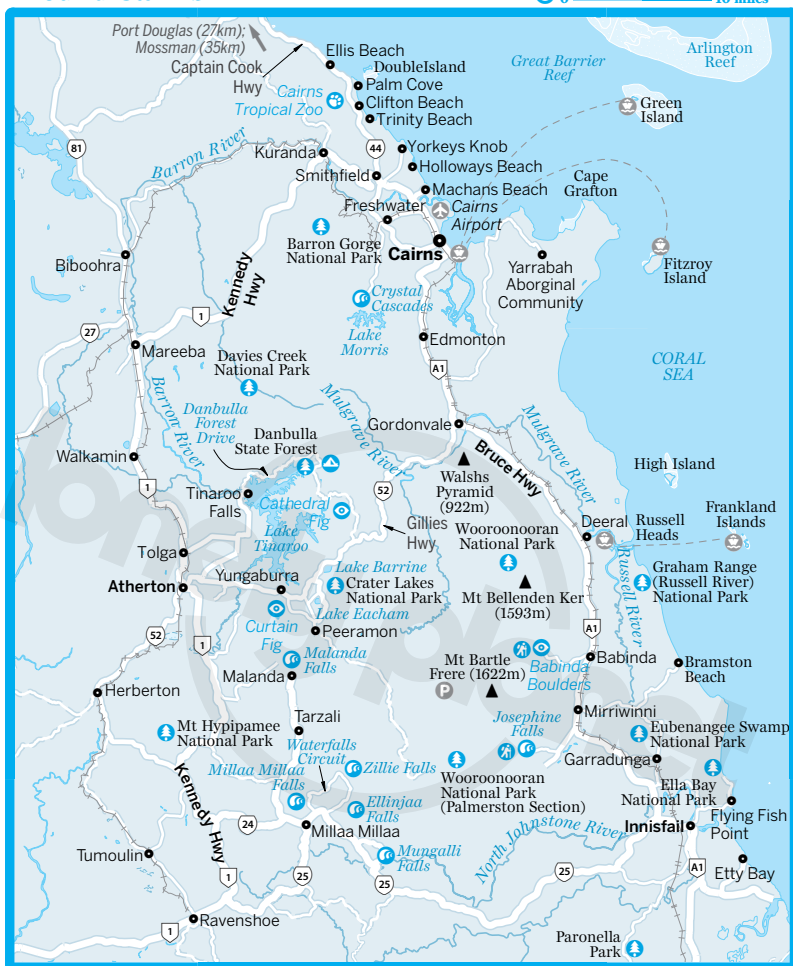 10 miles
Port Douglas (27km);
Mossman (35km)
Captain Cook
Hwy
Ellis Beach
DoubleIsland
Palm Cove
Cairns
Tropical Zoo
Clifton Beach
Trinity Beach
Great Barrier
Reef
Arlington
Reef
Green
Island
81
Barron River
44
Kuranda
Yorkeys Knob
Holloways Beach
Smithfield
Machans Beach
Cape
Grafton
Freshwater
Cairns
Airport
Barron Gorge
National Park
Cairns
Biboohra
Yarrabah
Aborginal
Community
Fitzroy
Island
Kennedy
Hwy
Crystal
Cascades
1
27
Lake
Morris
Edmonton
Mareeba
CORAL
SEA
Davies Creek
National Park
A1
Barron River
Danbulla
Forest
Drive
Mulgrave River
Gordonvale
Mulgrave River
Danbulla
State Forest
Bruce Hwy
Walkamin
Walshs
Pyramid
(922m)
High Island
1
52
Tinaroo
Falls
Cathedral
Fig
Gillies
Hwy
Lake
Tinaroo
Wooroonooran
National Park
Deeral
Russell
Heads
Frankland
Islands
Tolga
Russell River
Lake Barrine
Atherton
Yungaburra
Crater Lakes
National Park
Mt Bellenden Ker
(1593m)
Graham Range
(Russell River)
National Park
Lake Eacham
Curtain
Fig
Peeramon
52
1
A1
Malanda
Falls
Mt Bartle
Frere (1622m)
Babinda
Boulders
Babinda
Bramston
Beach
Malanda
P
Herberton
Mirriwinni
Tarzali
Josephine
Falls
Mt Hypipamee
National Park
Waterfalls
Circuit
Eubenangee Swamp
National Park
Garradunga
Millaa Millaa
Falls
Zillie Falls
Wooroonooran
National Park
(Palmerston Section)
Ella Bay
National Park
Kennedy Hwy
Ellinjaa
Falls
Flying Fish
Point
24
Millaa Millaa
North Johnstone River
Innisfail
Tumoulin
Mungalli
Falls
Etty Bay
1
25
25
25
A1
Ravenshoe
1
Paronella
Park